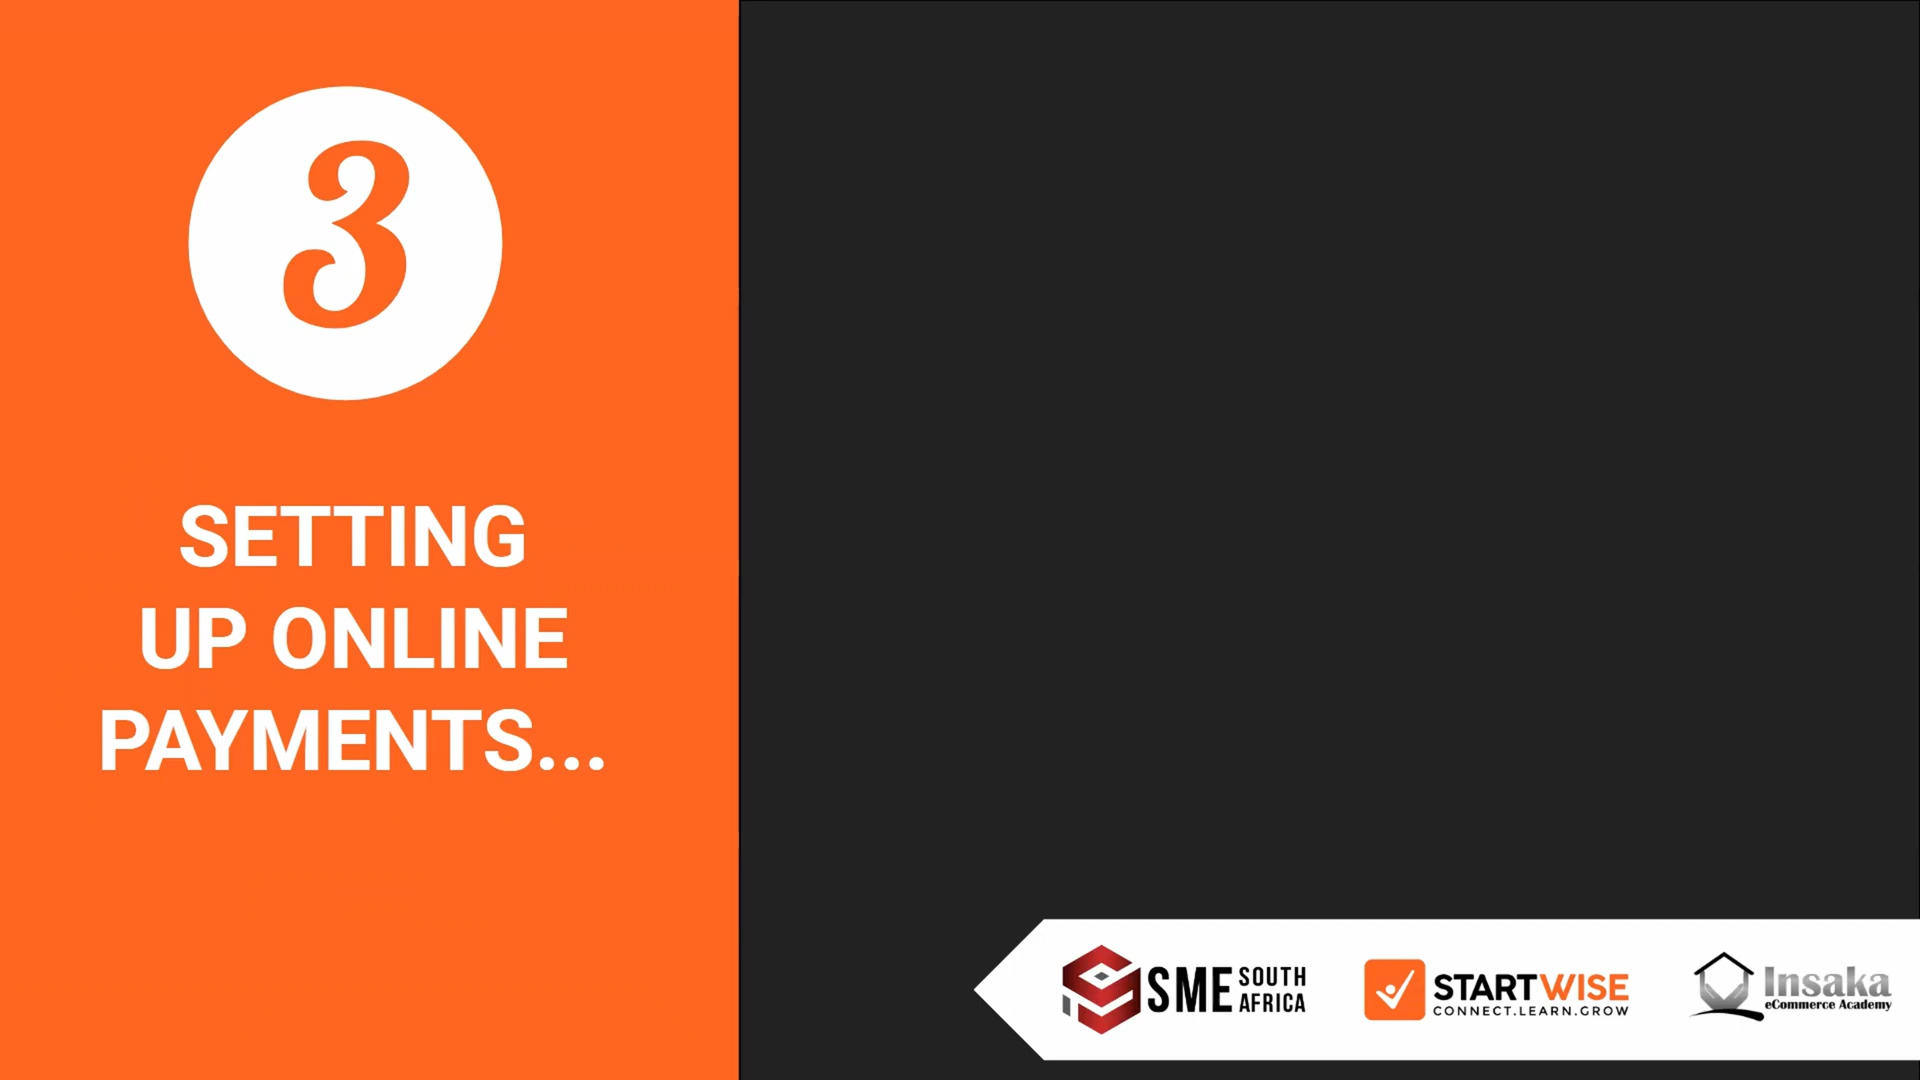 3
SETTING
UP ONLINE
PAYMENTS...
SME SOUTH AFRICA
STARTWISE
CONNECT.LEARN.GROW
Insaka
eCommerce Academy